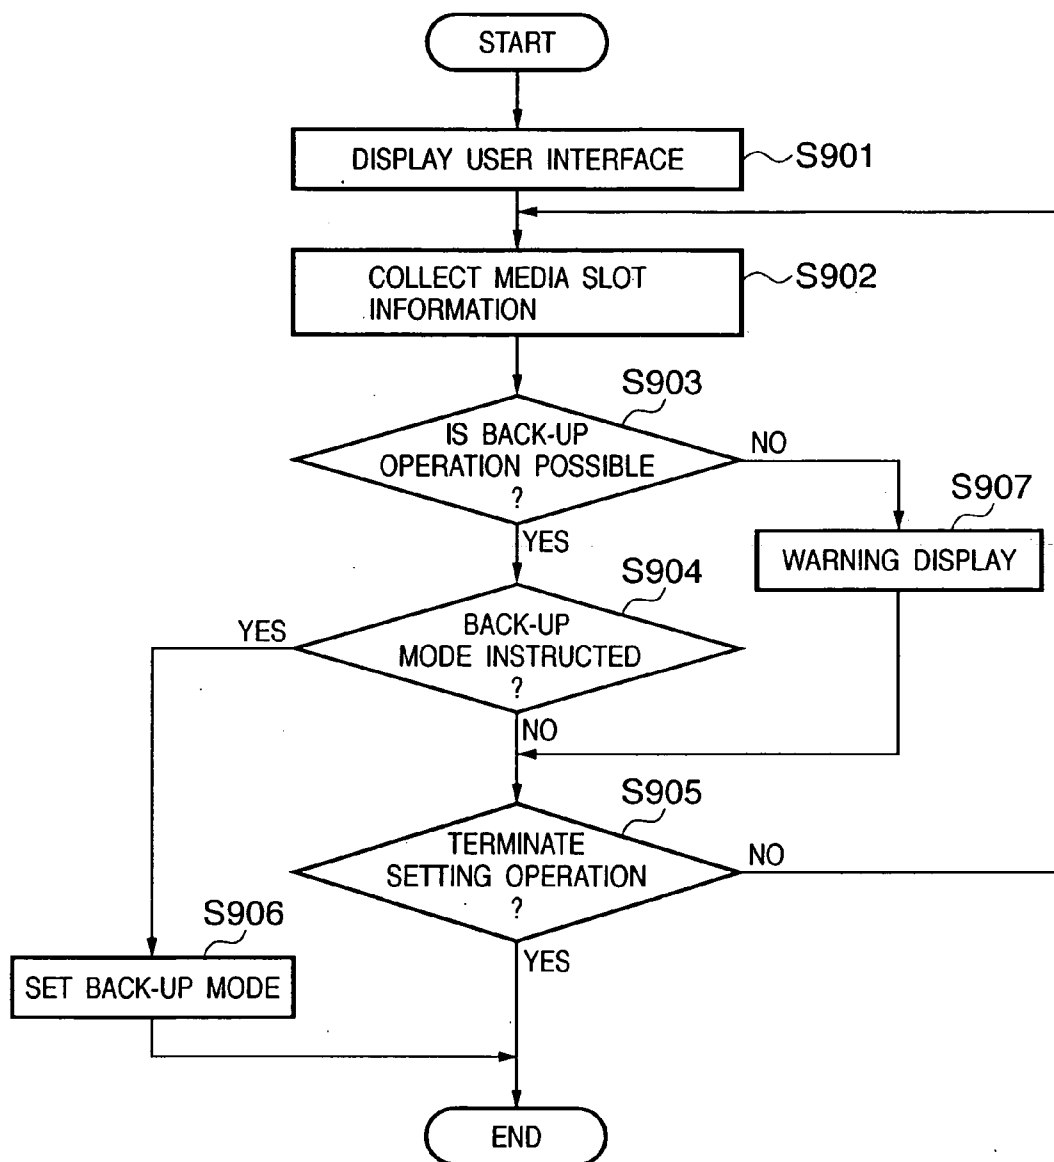 START
DISPLAY USER INTERFACE
S901
COLLECT MEDIA SLOT
INFORMATION
S902
S903
IS BACK-UP
OPERATION POSSIBLE
?
NO
YES
S907
WARNING DISPLAY
S904
BACK-UP
MODE INSTRUCTED
?
YES
NO
S905
TERMINATE
SETTING OPERATION
?
NO
YES
S906
SET BACK-UP MODE
END